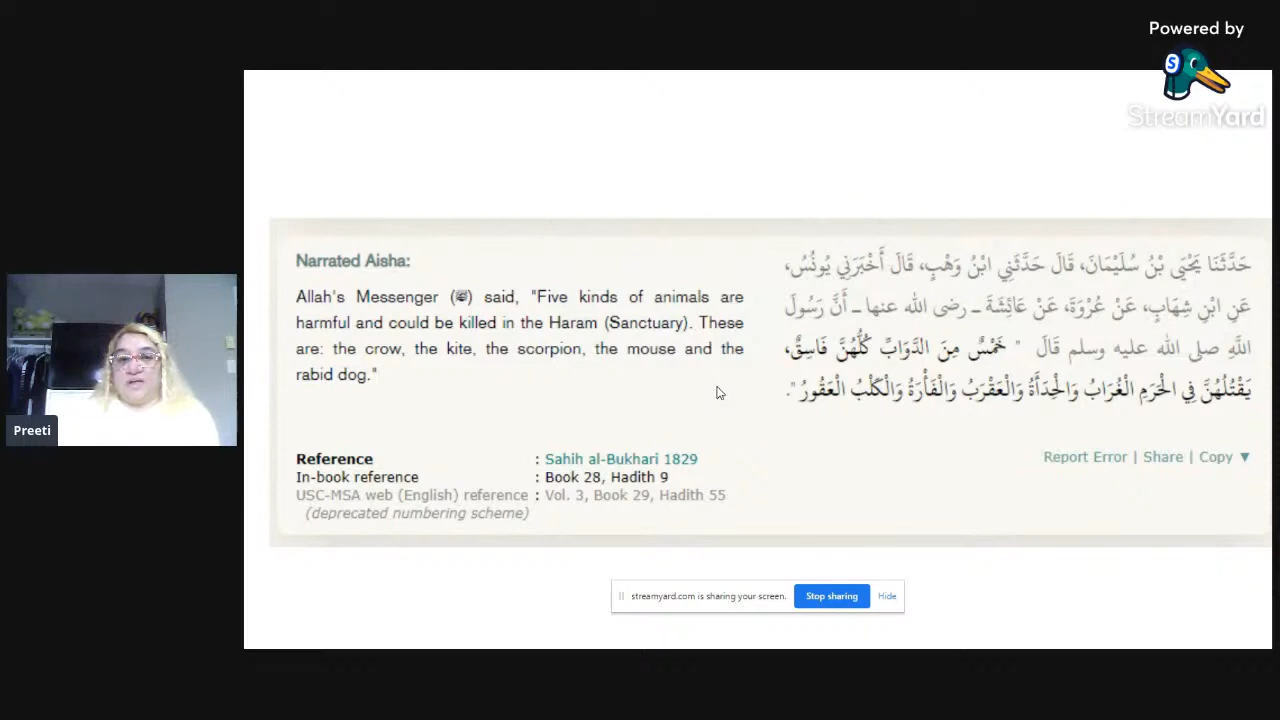 Powered by
StreamYard
Narrated Aisha:
Allah's Messenger (ﷺ) said, "Five kinds of animals are
harmful and could be killed in the Haram (Sanctuary). These
are: the crow, the kite, the scorpion, the mouse and the
rabid dog."
حَدَّثَنَا يَحْيَى بْنُ سُلَيْمَانَ، قَالَ حَدَّثَنِي ابْنُ وَهْبٍ، قَالَ أَخْبَرَنِي يُونُسُ،
عَنِ ابْنِ شِهَابٍ، عَنْ عُرْوَةَ، عَنْ عَائِشَةَ ـ رضى الله عنها ـ أَنَّ رَسُولَ
اللَّهِ صلى الله عليه وسلم قَالَ ‏"‏ خَمْسٌ مِنَ الدَّوَابِّ كُلُّهُنَّ فَاسِقٌ،
يَقْتُلُهُنَّ فِي الْحَرَمِ الْغُرَابُ وَالْحِدَأَةُ وَالْعَقْرَبُ وَالْفَأْرَةُ وَالْكَلْبُ الْعَقُورُ ‏"‏‏.‏
Reference : Sahih al-Bukhari 1829
In-book reference : Book 28, Hadith 9
USC-MSA web (English) reference : Vol. 3, Book 29, Hadith 55
(deprecated numbering scheme)
Report Error | Share | Copy ▼
Preeti
streamyard.com is sharing your screen. Stop sharing Hide